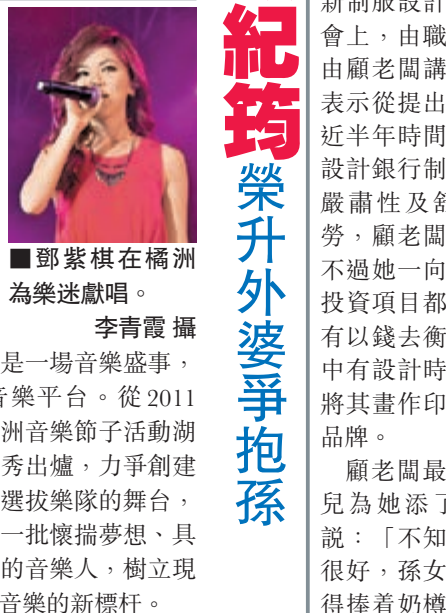 ■鄧紫棋在橘洲
為樂迷獻唱。
李青霞 攝
是一場音樂盛事，
音樂平台。從2011
洲音樂節子活動湖
秀出爐，力爭創建
選拔樂隊的舞台，
一批懷揣夢想、具
的音樂人，樹立現
音樂的新標杆。
紀筠
榮升外婆爭抱孫
新制服設計
會上，由職
由顧老闆講
表示從提出
近半年時間
設計銀行制
嚴肅性及舒
勞，顧老闆
不過她一向
投資項目都
有以錢去衡
中有設計時
將其畫作印
品牌。
顧老闆最
兒為她添了
説：「不知
很好，孫女
得捧着奶樽